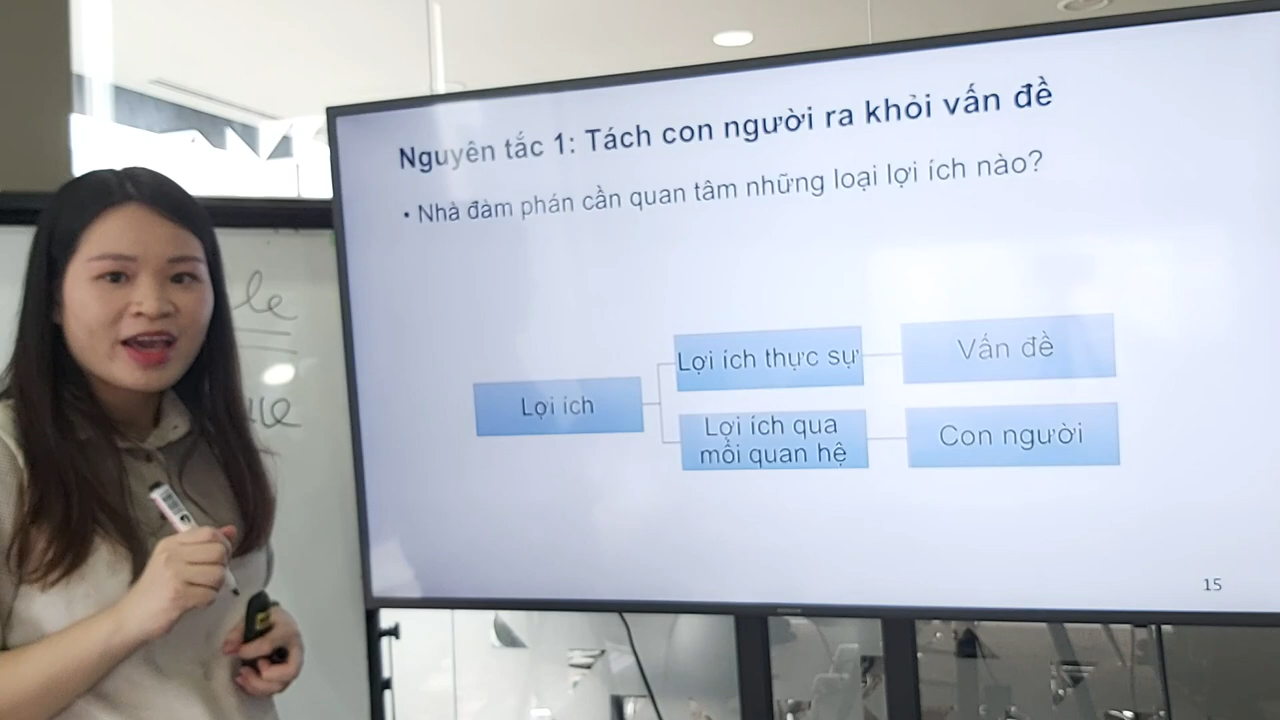 Nguyên tắc 1: Tách con người ra khỏi vấn đề
• Nhà đàm phán cần quan tâm những loại lợi ích nào?
Lợi ích
Lợi ích thực sự
Vấn đề
Lợi ích qua
mối quan hệ
Con người
15